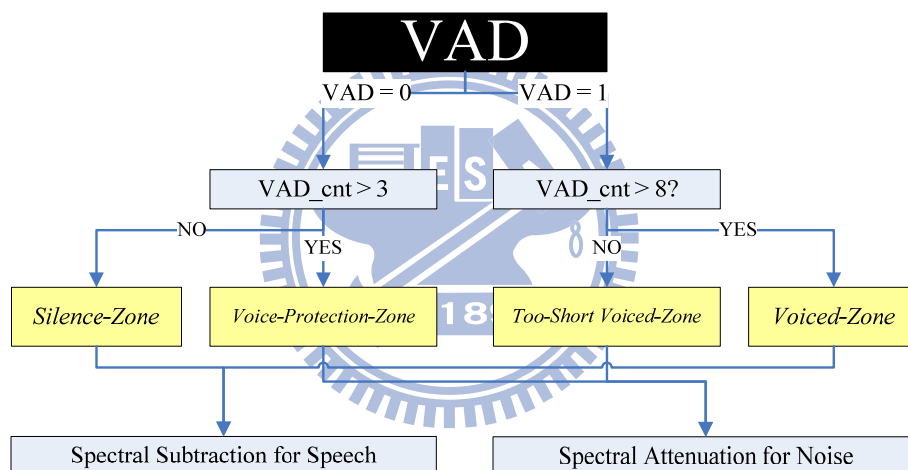 VAD
VAD = 0
VAD = 1
VAD_cnt > 3
VAD_cnt > 8?
NO
YES
NO
YES
Silence-Zone
Voice-Protection-Zone
Too-Short Voiced-Zone
Voiced-Zone
Spectral Subtraction for Speech
Spectral Attenuation for Noise